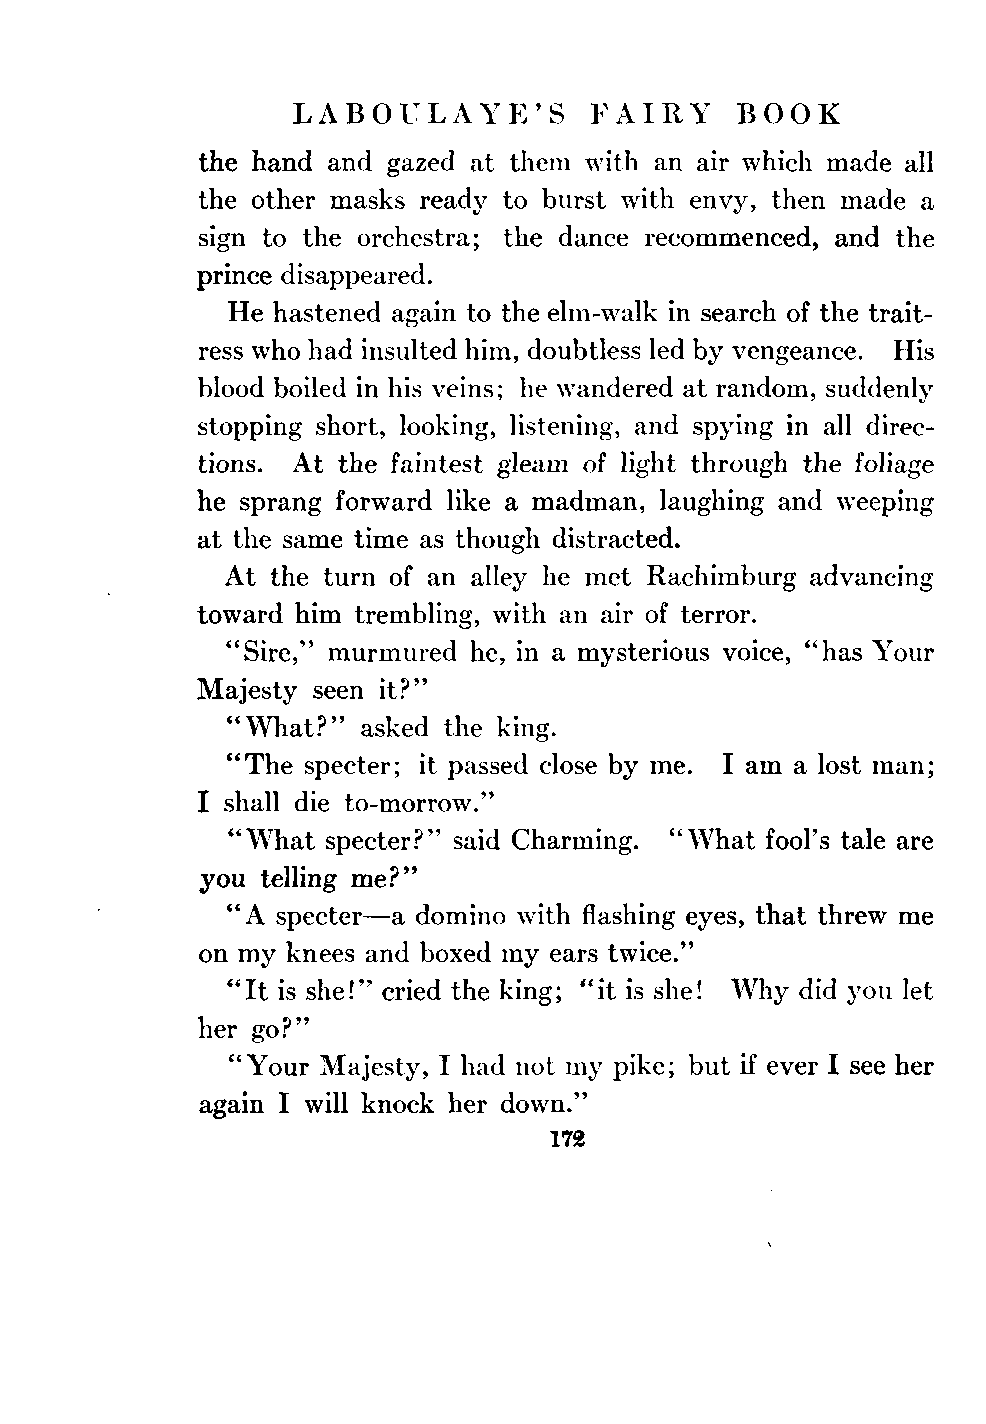 LABOULAYE'S FAIRY BOOK
the hand and gazed at them with an air which made all
the other masks ready to burst with envy, then made a
sign to the orchestra; the dance recommenced, and the
prince disappeared.
He hastened again to the elm-walk in search of the trait-
ress who had insulted him, doubtless led by vengeance. His
blood boiled in his veins; he wandered at random, suddenly
stopping short, looking, listening, and spying in all direc-
tions. At the faintest gleam of light through the foliage
he sprang forward like a madman, laughing and weeping
at the same time as though distracted.
At the turn of an alley he met Rachimburg advancing
toward him trembling, with an air of terror.
"Sire," murmured he, in a mysterious voice, "has Your
Majesty seen it?"
"What?" asked the king.
"The specter; it passed close by me. I am a lost man;
I shall die to-morrow."
"What specter?" said Charming. "What fool's tale are
you telling me?"
"A specter—a domino with flashing eyes, that threw me
on my knees and boxed my ears twice."
"It is she!" cried the king; "it is she! Why did you let
her go?"
"Your Majesty, I had not my pike; but if ever I see her
again I will knock her down."
172